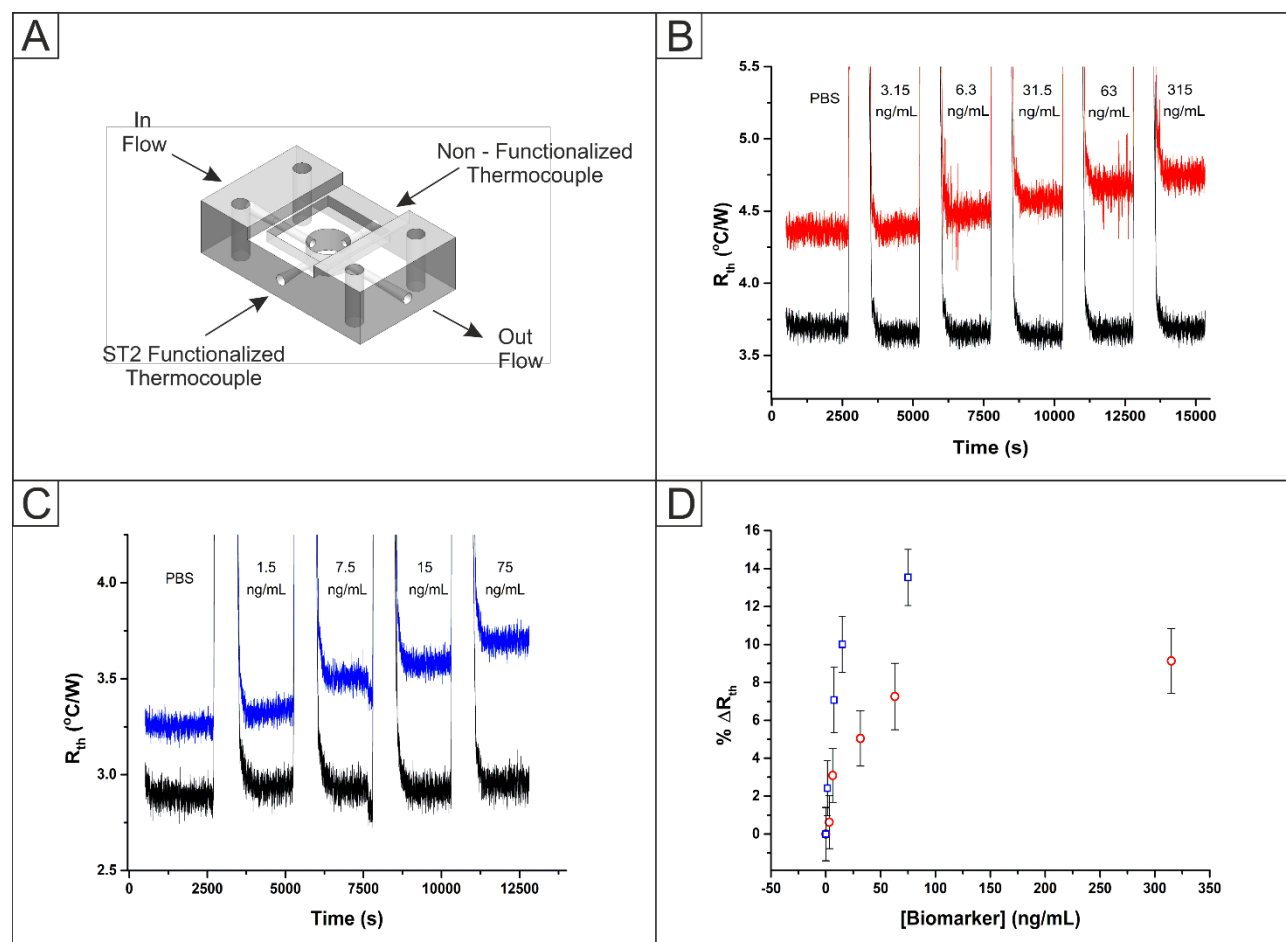 A
In
Flow
Non - Functionalized
Thermocouple
ST2 Functionalized
Thermocouple
Out
Flow
B
5.5
5.0
4.5
4.0
3.5
R_th (°C/W)
PBS
3.15
ng/mL
6.3
ng/mL
31.5
ng/mL
63
ng/mL
315
ng/mL
0 2500 5000 7500 10000 12500 15000
Time (s)
C
4.0
3.5
3.0
2.5
R_th (°C/W)
PBS
1.5
ng/mL
7.5
ng/mL
15
ng/mL
75
ng/mL
0 2500 5000 7500 10000 12500
Time (s)
D
16
14
12
10
8
6
4
2
0
% ΔR_th
-50 0 50 100 150 200 250 300 350
[Biomarker] (ng/mL)